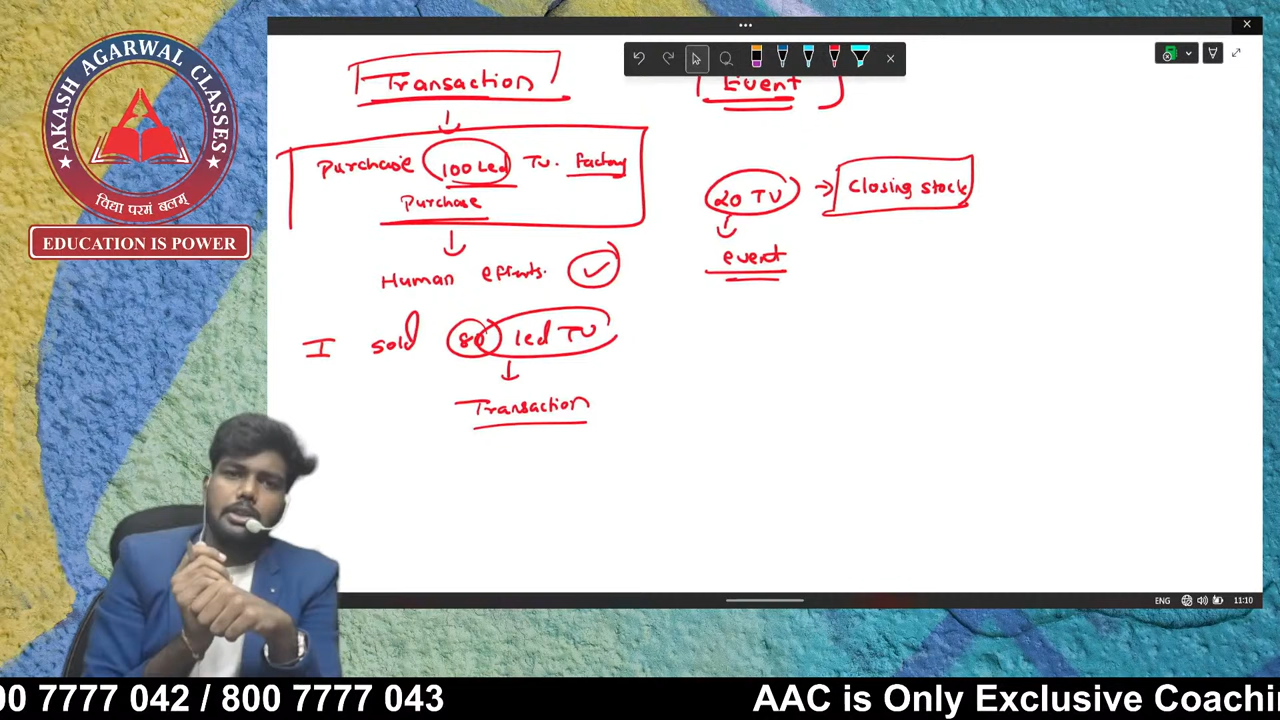 AKASH AGARWAL CLASSES
विद्या परमं बलम्
EDUCATION IS POWER
Transaction
Purchase 100 Led TV. Factory
Purchase
Human efforts.
I sold 80 led TV
Transaction
Event
20 TV → Closing stock
event
ENG 11:10
00 7777 042 / 800 7777 043 AAC is Only Exclusive Coachi